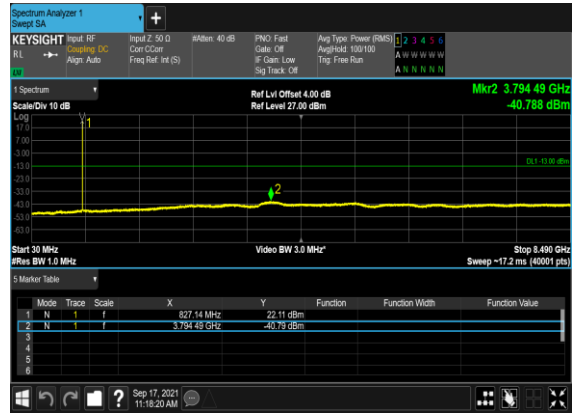 Spectrum Analyzer 1
Swept SA
+
KEYSIGHT Input: RF Input Z: 50 Ω #Atten: 40 dB PNO: Fast Avg Type: Power (RMS) 1 2 3 4 5 6
RL Coupling: DC Corr CCorr Gate: Off Avg|Hold: 100/100 A W W W W W
Align: Auto Freq Ref: Int (S) IF Gain: Low Trig: Free Run
Sig Track: Off A N N N N N
LW
1 Spectrum Ref Lvl Offset 4.00 dB Mkr2 3.794 49 GHz
Scale/Div 10 dB Ref Level 27.00 dBm -40.788 dBm
Log
17.0
7.00
-3.00
-13.0
-23.0
-33.0
-43.0
-53.0
-63.0
1
DL1 -13.00 dBm
2
Start 30 MHz Video BW 3.0 MHz* Stop 8.490 GHz
#Res BW 1.0 MHz Sweep ~17.2 ms (40001 pts)
5 Marker Table
Mode Trace Scale X Y Function Function Width Function Value
1 N 1 f 827.14 MHz 22.11 dBm
2 N 1 f 3.794 49 GHz -40.79 dBm
3
4
5
6
? Sep 17, 2021
11:18:20 AM